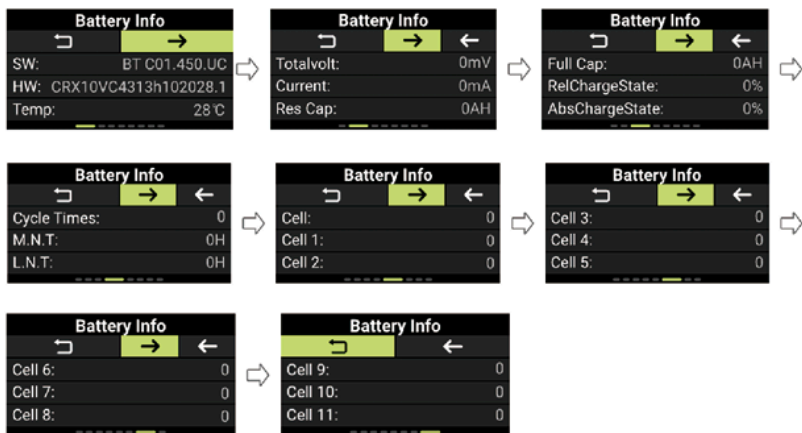 Battery Info
SW: BT C01.450.UC
HW: CRX10VC4313h102028.1
Temp: 28℃
Battery Info
Totalvolt: 0mV
Current: 0mA
Res Cap: 0AH
Battery Info
Full Cap: 0AH
RelChargeState: 0%
AbsChargeState: 0%
Battery Info
Cycle Times: 0
M.N.T: 0H
L.N.T: 0H
Battery Info
Cell: 0
Cell 1: 0
Cell 2: 0
Battery Info
Cell 3: 0
Cell 4: 0
Cell 5: 0
Battery Info
Cell 6: 0
Cell 7: 0
Cell 8: 0
Battery Info
Cell 9: 0
Cell 10: 0
Cell 11: 0